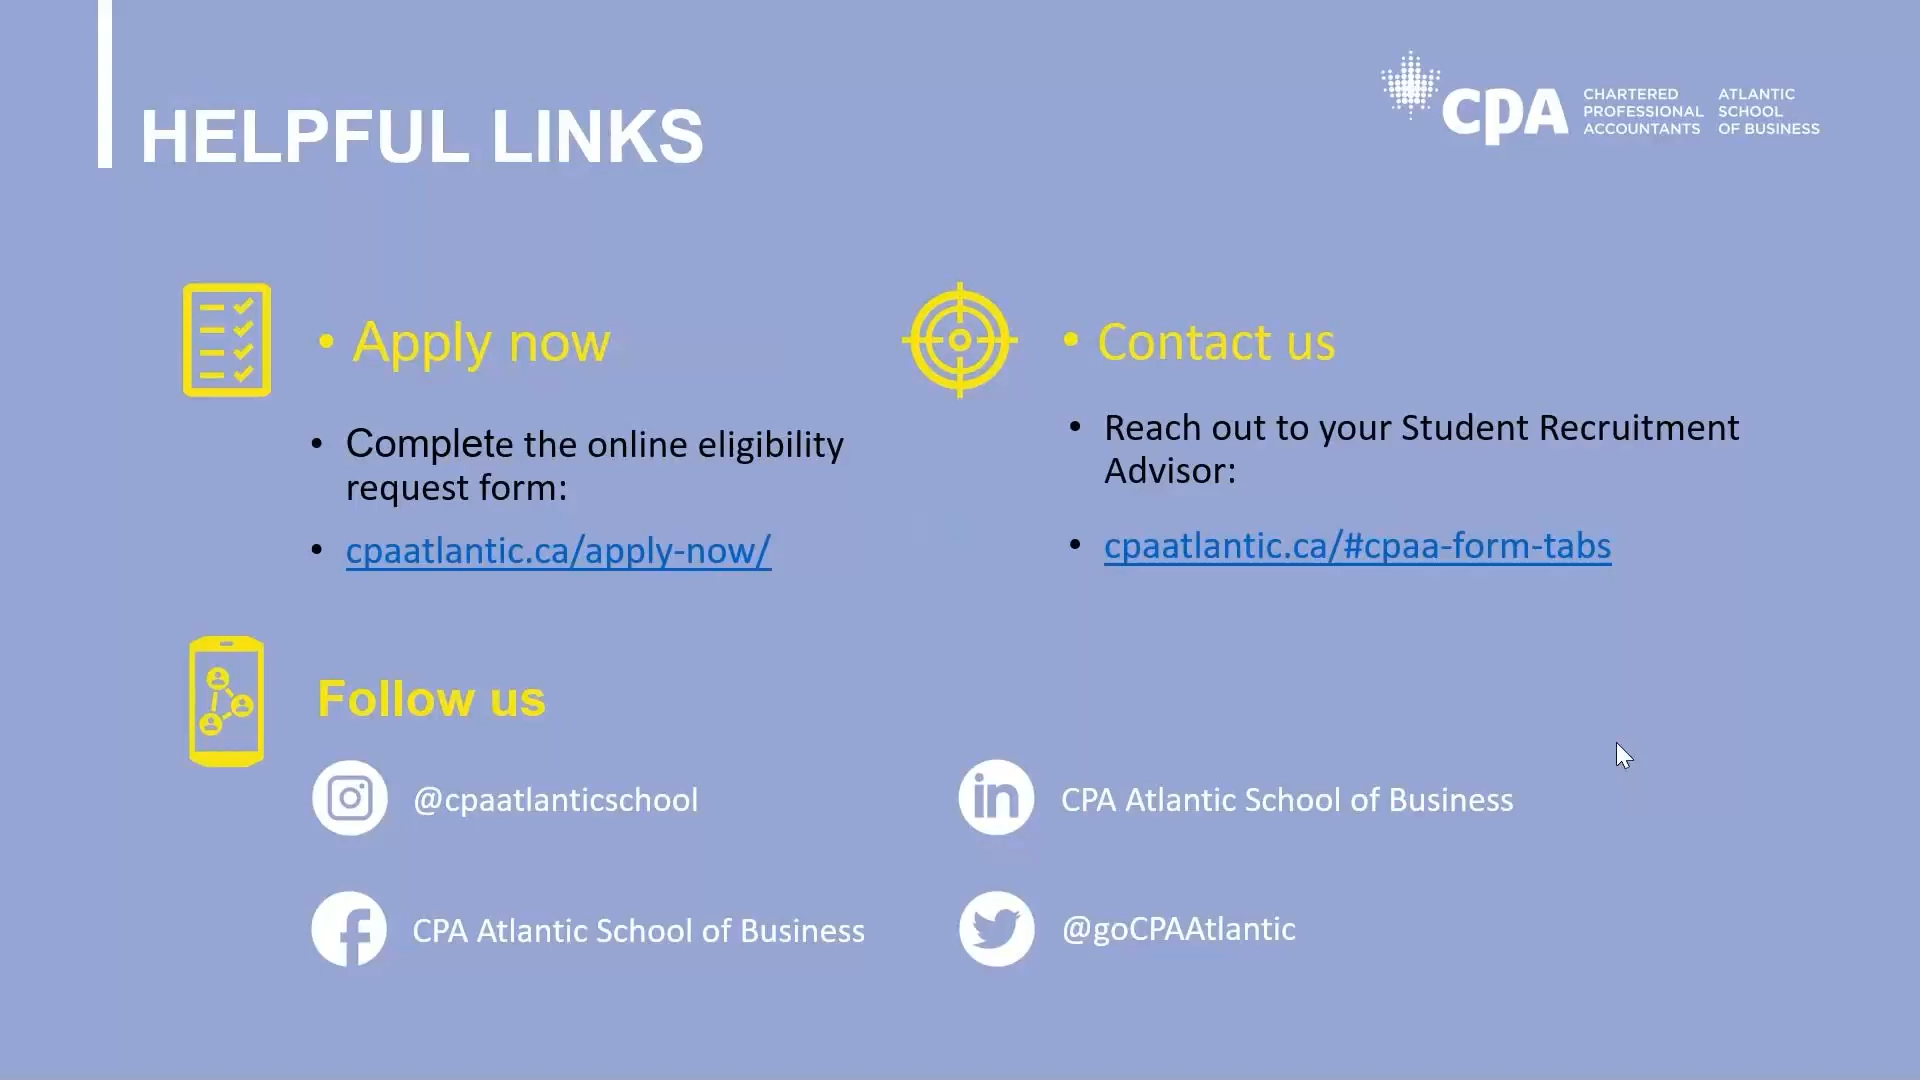 HELPFUL LINKS
cpa CHARTERED PROFESSIONAL ACCOUNTANTS ATLANTIC SCHOOL OF BUSINESS
• Apply now
• Complete the online eligibility
request form:
• cpaatlantic.ca/apply-now/
• Contact us
• Reach out to your Student Recruitment
Advisor:
• cpaatlantic.ca/#cpaa-form-tabs
Follow us
@cpaatlanticschool
in CPA Atlantic School of Business
f CPA Atlantic School of Business
@goCPAAtlantic